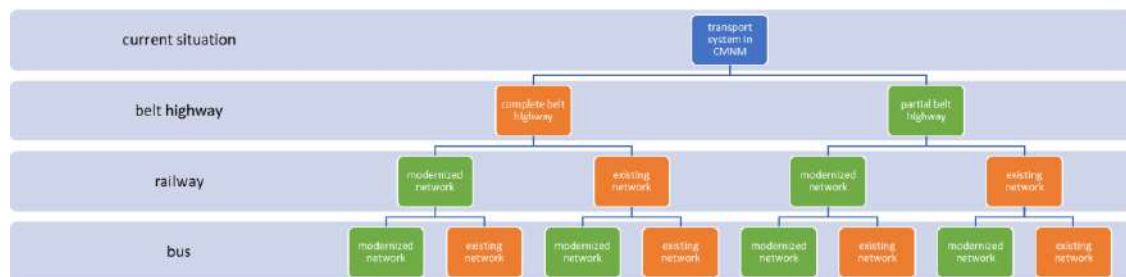 current situation
transport
system in
CMNM
belt highway
complete belt
highway
partial belt
highway
railway
modernized
network
existing
network
modernized
network
existing
network
bus
modernized
network
existing
network
modernized
network
existing
network
modernized
network
existing
network
modernized
network
existing
network